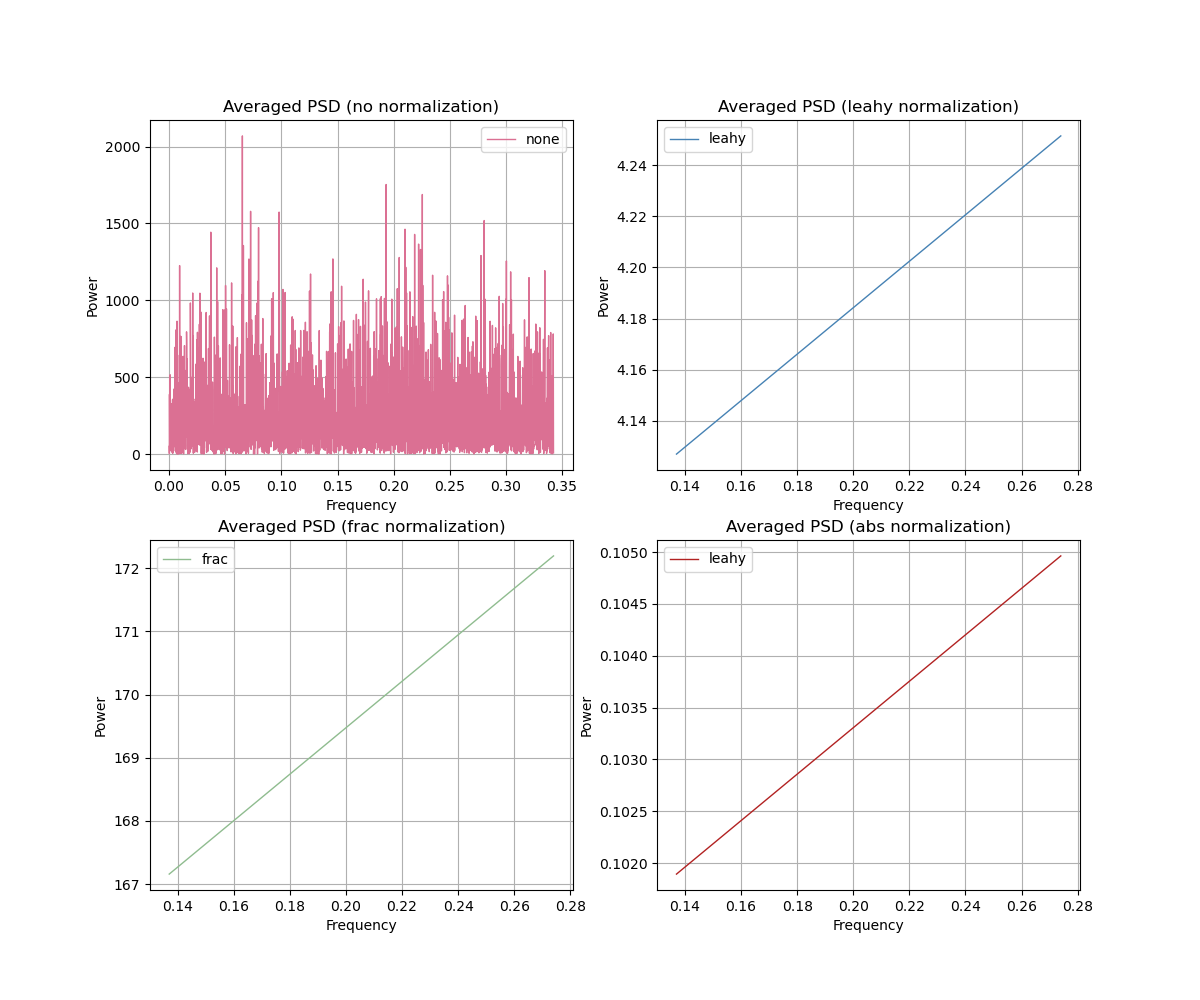 Averaged PSD (no normalization)
none
2000
1500
1000
500
0
Power
0.00 0.05 0.10 0.15 0.20 0.25 0.30 0.35
Frequency
Averaged PSD (leahy normalization)
leahy
4.24
4.22
4.20
4.18
4.16
4.14
Power
0.14 0.16 0.18 0.20 0.22 0.24 0.26 0.28
Frequency
Averaged PSD (frac normalization)
frac
172
171
170
169
168
167
Power
0.14 0.16 0.18 0.20 0.22 0.24 0.26 0.28
Frequency
Averaged PSD (abs normalization)
leahy
0.1050
0.1045
0.1040
0.1035
0.1030
0.1025
0.1020
Power
0.14 0.16 0.18 0.20 0.22 0.24 0.26 0.28
Frequency